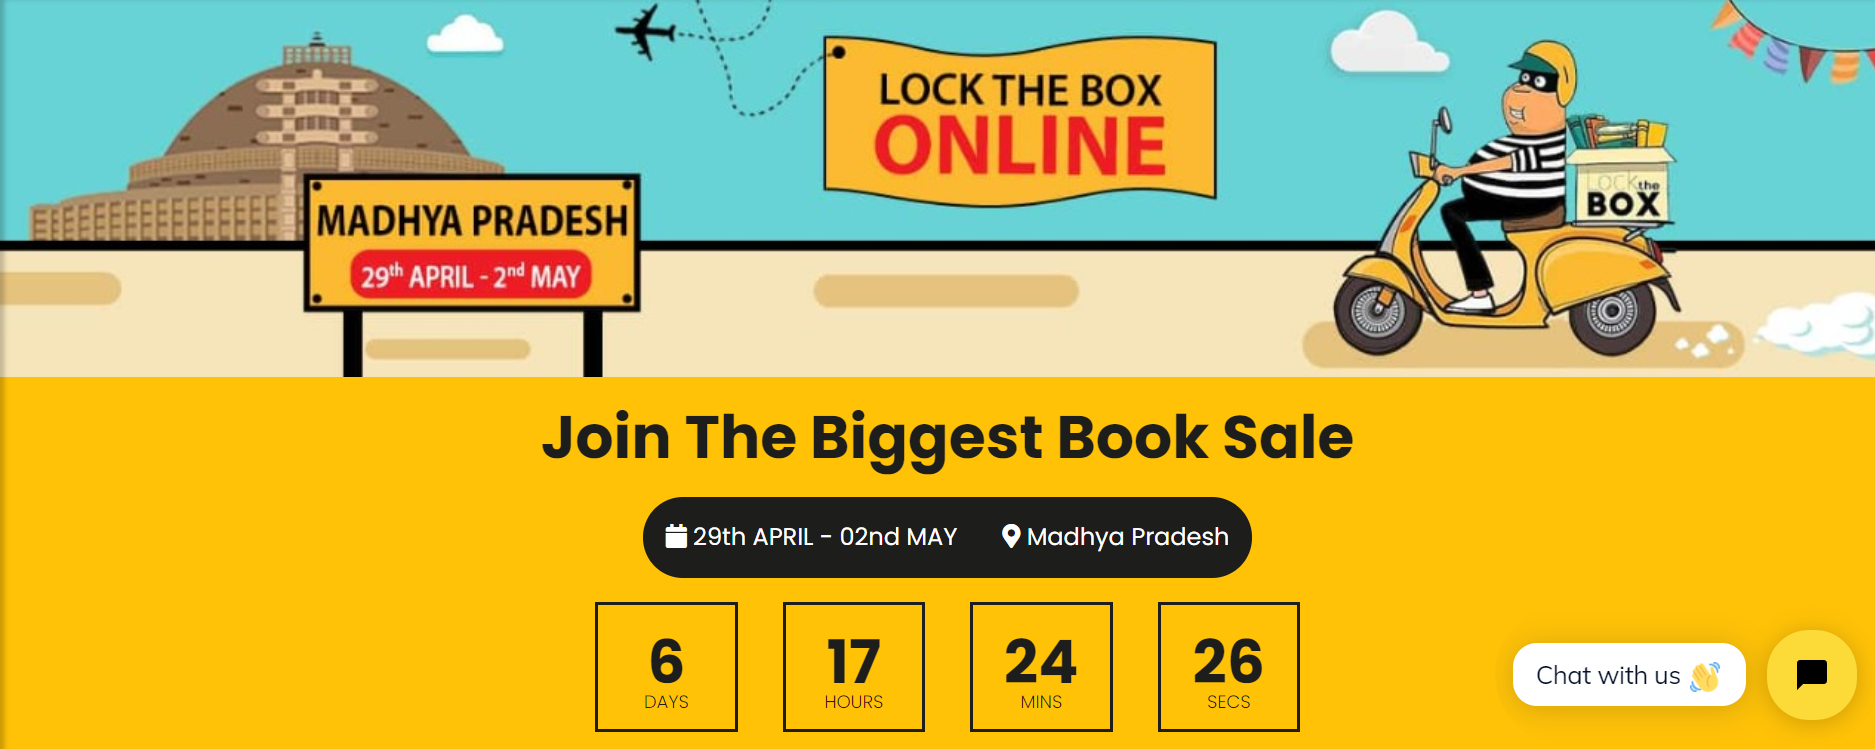 LOCK THE BOX
ONLINE
Lock the
BOX
MADHYA PRADESH
29th APRIL - 2nd MAY
Join The Biggest Book Sale
29th APRIL - 02nd MAY Madhya Pradesh
6 17 24 26
DAYS HOURS MINS SECS
Chat with us